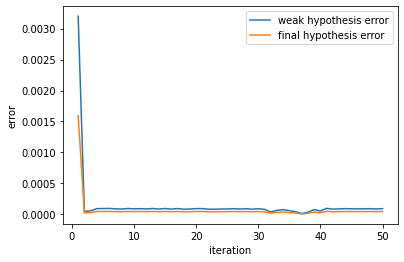 weak hypothesis error
final hypothesis error
0.0030
0.0025
0.0020
0.0015
0.0010
0.0005
0.0000
error
0 10 20 30 40 50
iteration